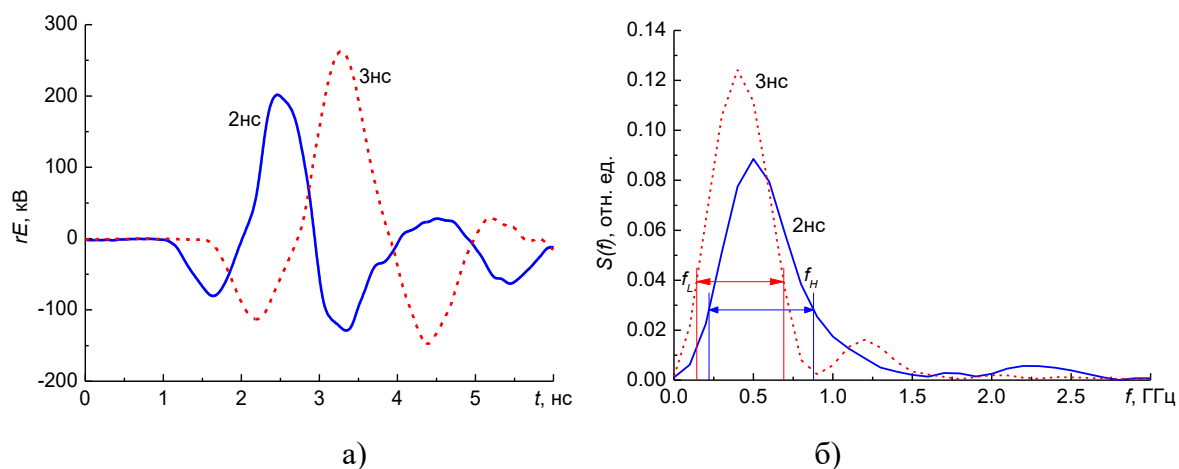 300
200
100
0
-100
-200
rE, кВ
2нс
3нс
0
1
2
3
4
5
t, нс
а)
0.14
0.12
0.10
0.08
0.06
0.04
0.02
0.00
S(f), отн. ед.
3нс
2нс
f_L
f_H
0.0
0.5
1.0
1.5
2.0
2.5
f, ГГц
б)